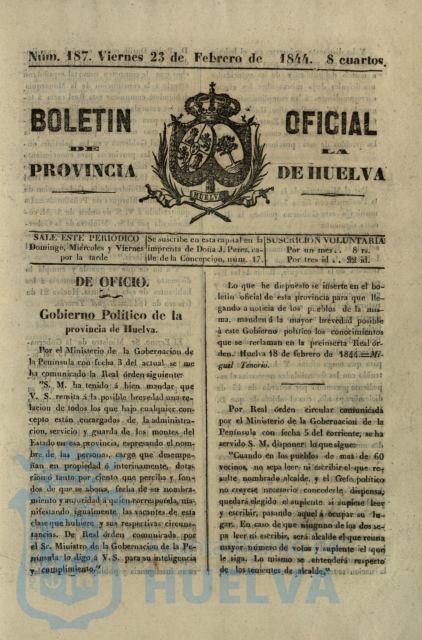 Núm. 187. Viernes 23 de Febrero de 1844. 8 cuartos.
BOLETIN OFICIAL
DE LA
PROVINCIA DE HUELVA
HUELVA
SALE ESTE PERIODICO
Domingo, Miércoles y Viernes
por la tarde
Se suscribe en esta capital en la
Imprenta de Doña J. Perez, ca-
lle de la Concepcion, núm. 17.
SUSCRICION VOLUNTARIA
Por un mes . 8 rs.
Por tres id . . 22 id.
DE OFICIO.
Gobierno Político de la
provincia de Huelva.
Por el Ministerio de la Gobernacion de
la Península con fecha 3 del actual se me
ha comunicado la Real órden siguiente
"S. M. ha tenido á bien mandar que
V. S. remita á la posible brevedad una re-
lacion de todos los que bajo cualquier con-
cepto están encargados de la administra-
cion, servicio y guarda de los montes del
Estado en esa provincia, expresando el nom-
bre de las personas, cargo que desempe-
ñan en propiedad ó interinamente, dota-
cion ó tanto por ciento que perciba y fon-
dos de que se abona, fecha de su nombra-
miento y autoridad á quien corresponda, ma-
nifestando igualmente las vacantes de esta
clase que hubiere y sus respectivas circuns-
tancias. De Real órden comunicada por
el Sr. Ministro de la Gobernacion de la Pe-
nínsula lo digo á V. S. para su inteligencia
y cumplimiento."
Lo que he dispuesto se inserte en el bo-
letin oficial de esta provincia para que lle-
gando a noticia de los pueblos de la mis-
ma, manden á la mayor brevedad posible
á este Gobierno político los conocimientos
que se reclaman en la preinserta Real ór-
den. Huelva 18 de febrero de 1844.=Mi-
guel Tenorio.
Por Real órden circular comunicada
por el Ministerio de la Gobernacion de la
Península con fecha 5 del corriente, se ha
servido S. M. disponer lo que sigue:
"Cuando en los pueblos de mas de 60
vecinos, no sepa leer ni escribir el que re-
sulte nombrado alcalde, y el Gefe político
no creyese necesario concederle dispensa,
quedará elegido el suplente si supiese leer
y escribir, pasando aquel á ocupar su lu-
gar. En caso de que ninguno de los dos se-
pa leer ni escribir, será alcalde el que reuna
mayor número de votos y suplente el que
le siga. Lo mismo se entenderá respecto
de los tenientes de alcalde."
HUELVA